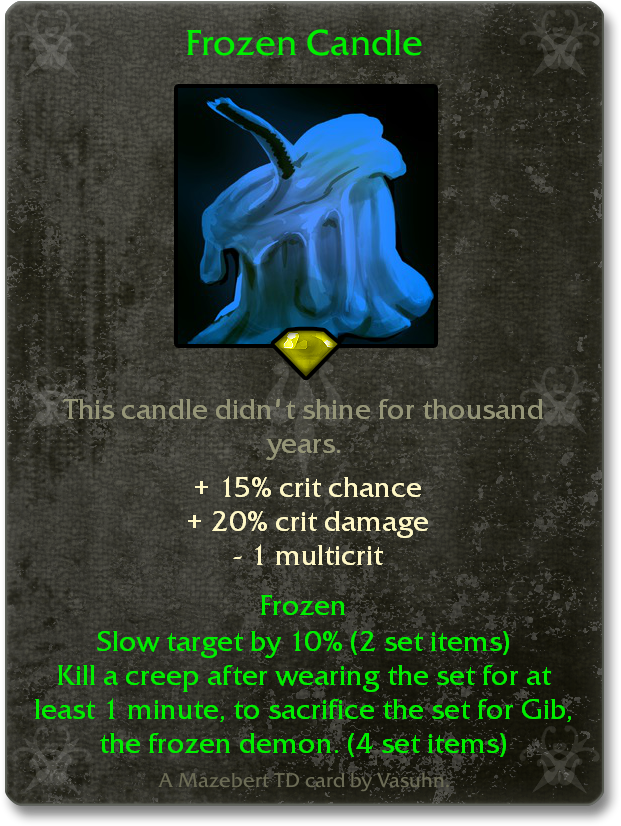 Frozen Candle
This candle didn't shine for thousand
years.
+ 15% crit chance
+ 20% crit damage
- 1 multicrit
Frozen
Slow target by 10% (2 set items)
Kill a creep after wearing the set for at
least 1 minute, to sacrifice the set for Gib,
the frozen demon. (4 set items)
A Mazebert TD card by Vasuhn.